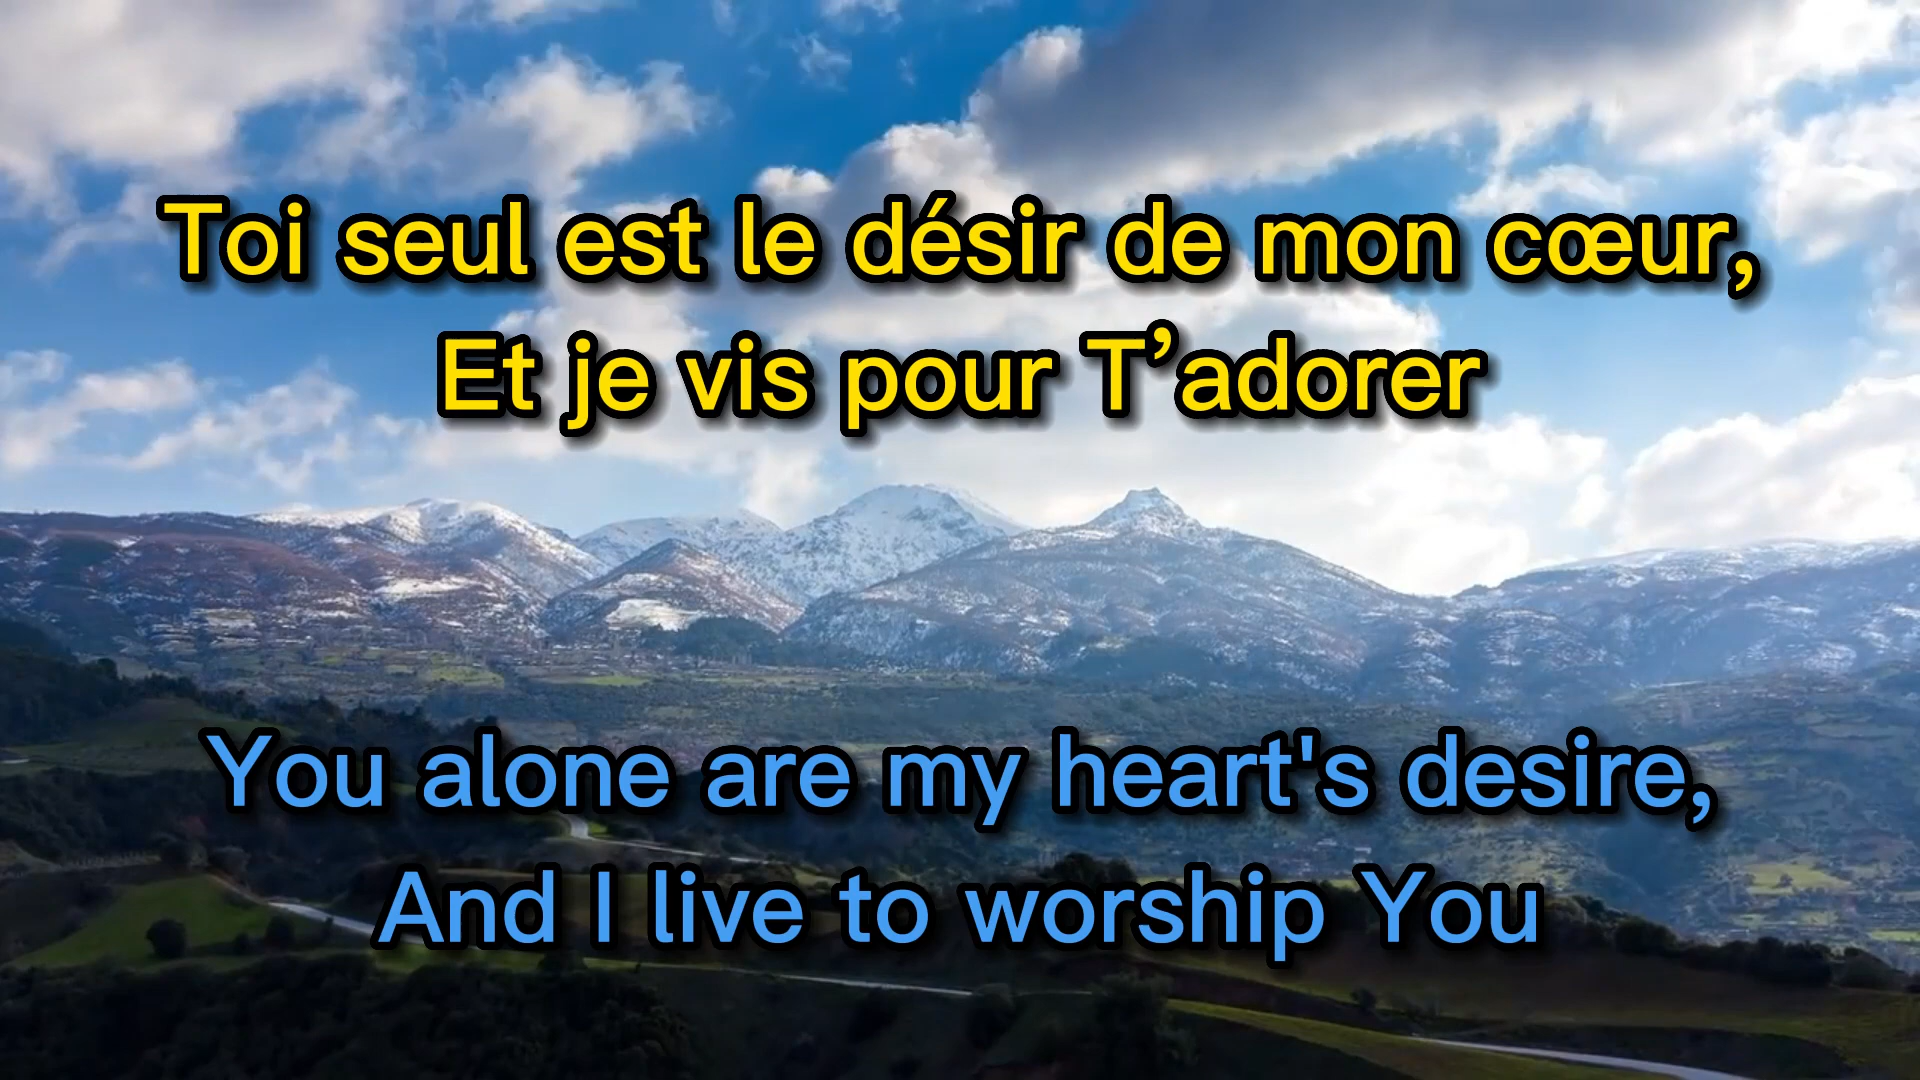 Toi seul est le désir de mon cœur,
Et je vis pour T’adorer
You alone are my heart's desire,
And I live to worship You